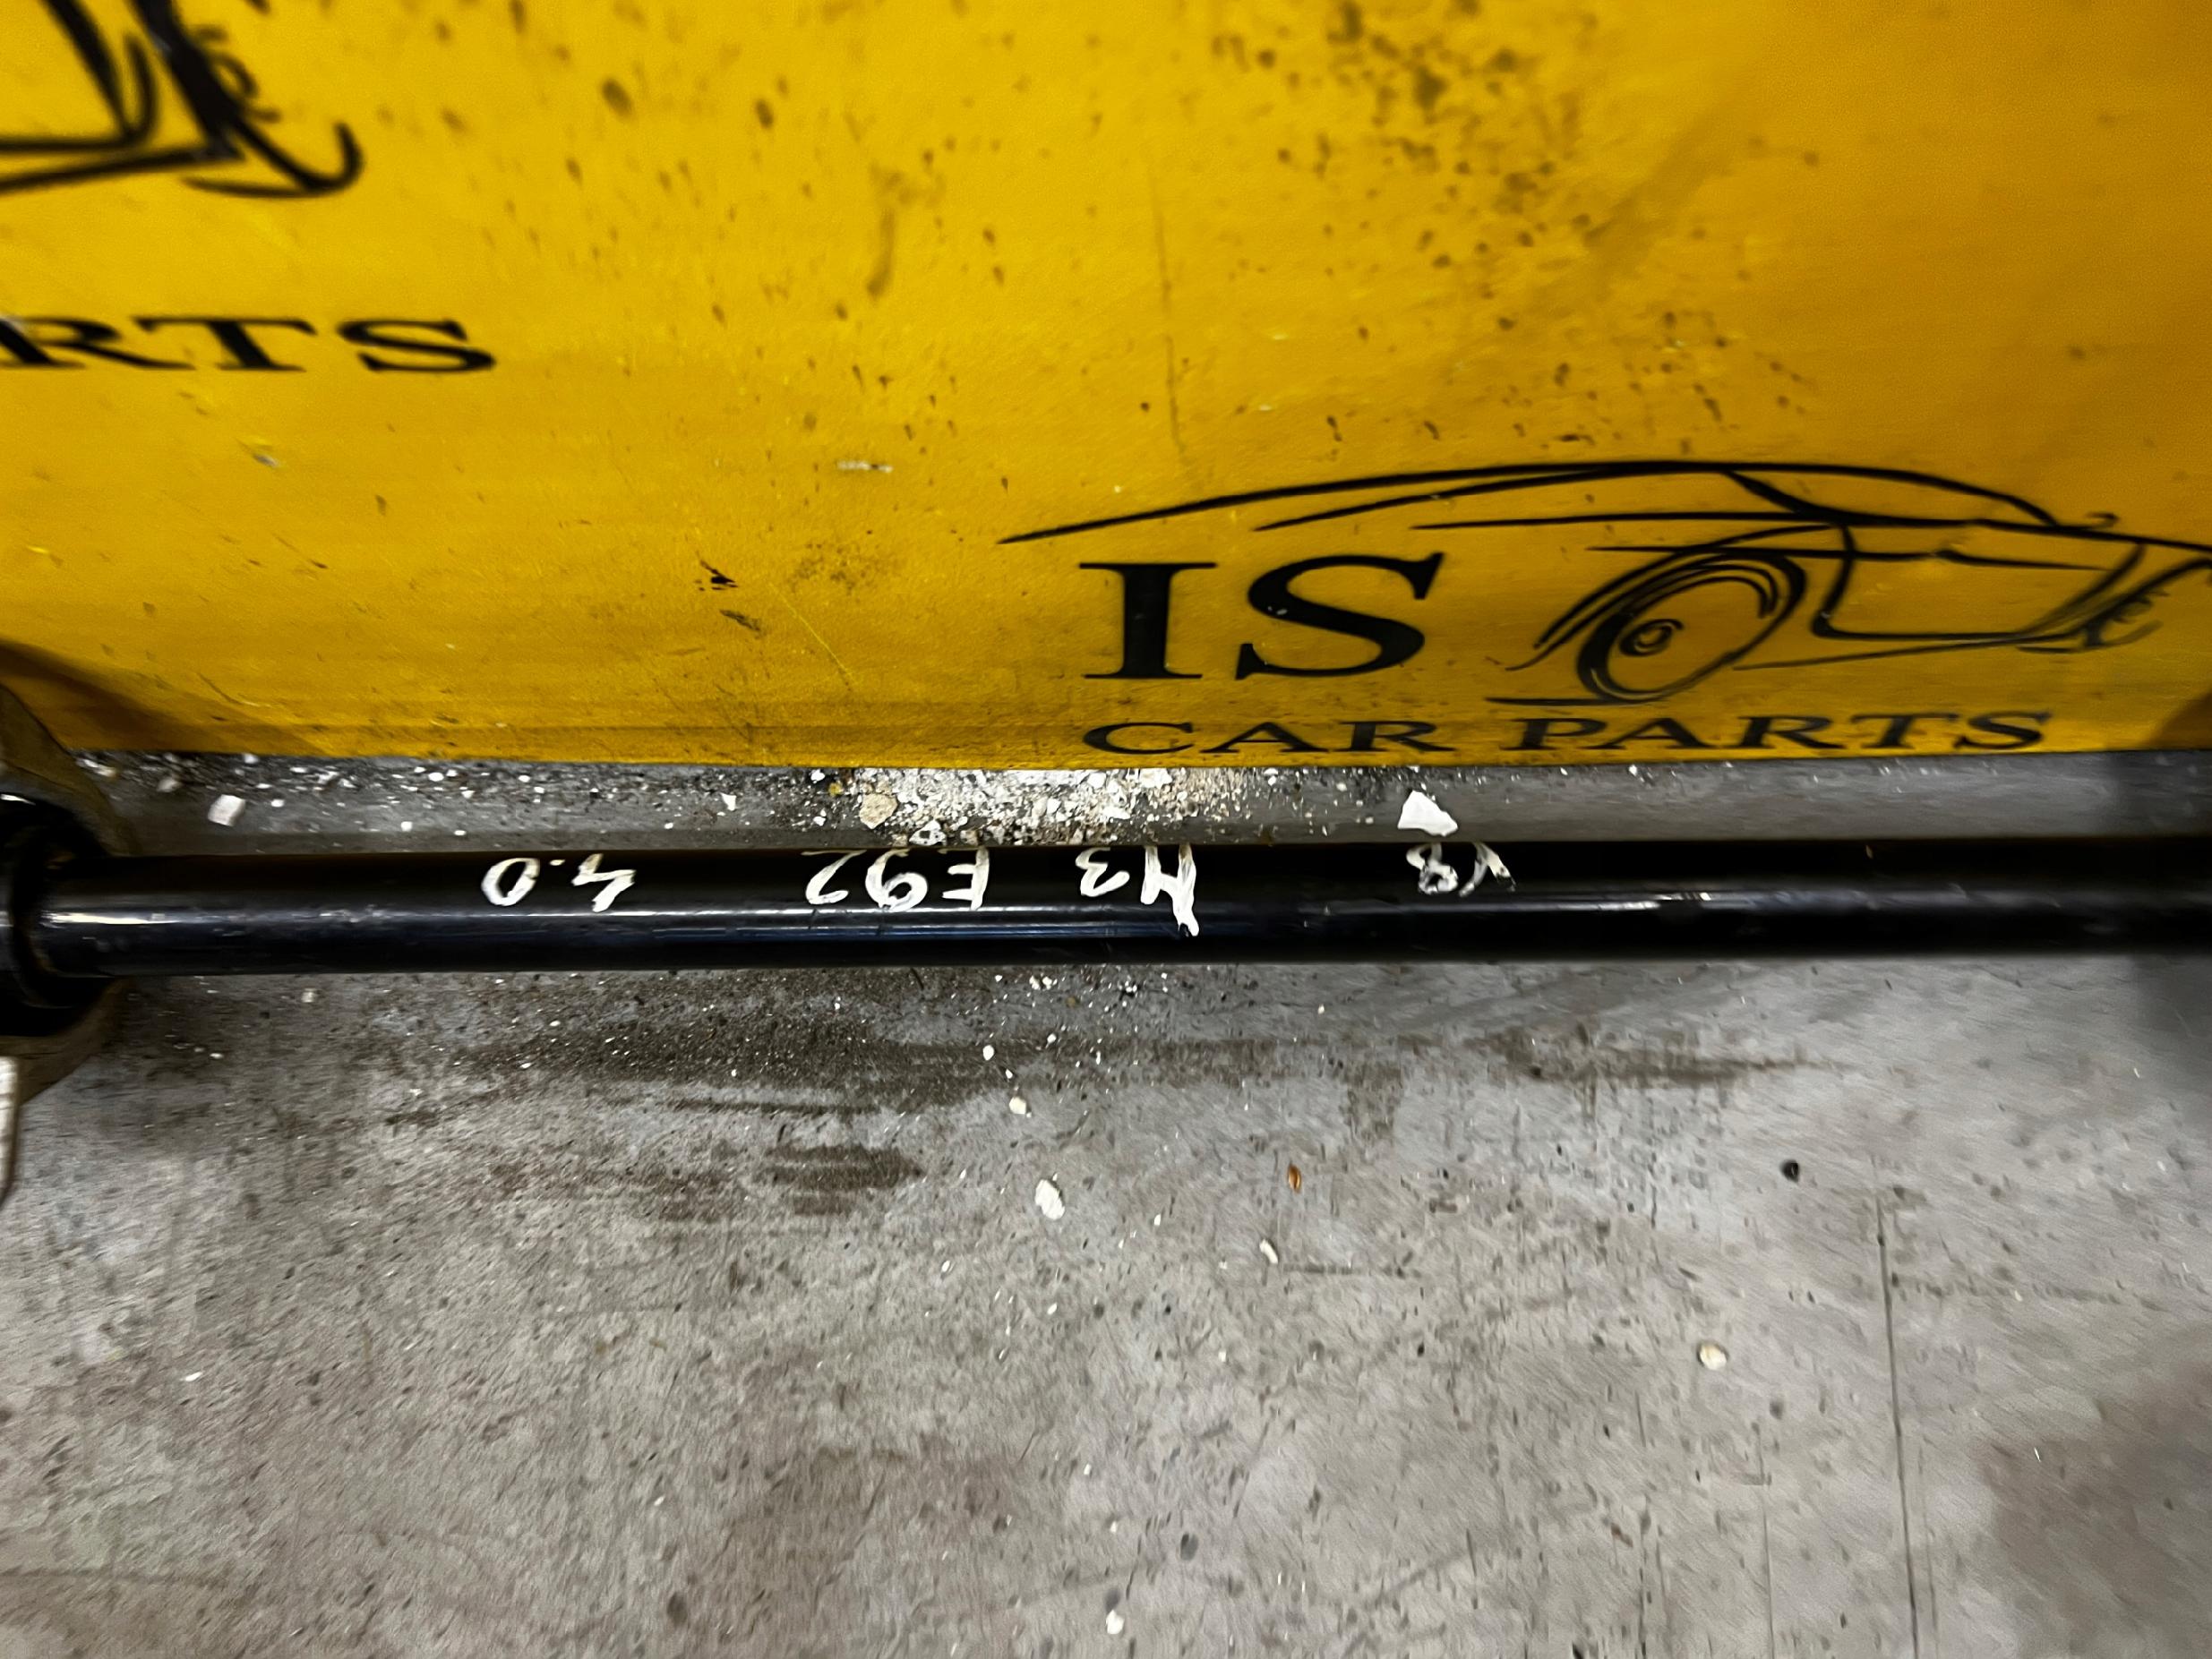 RTS
IS
CAR PARTS
V8 M3 E92 4.0